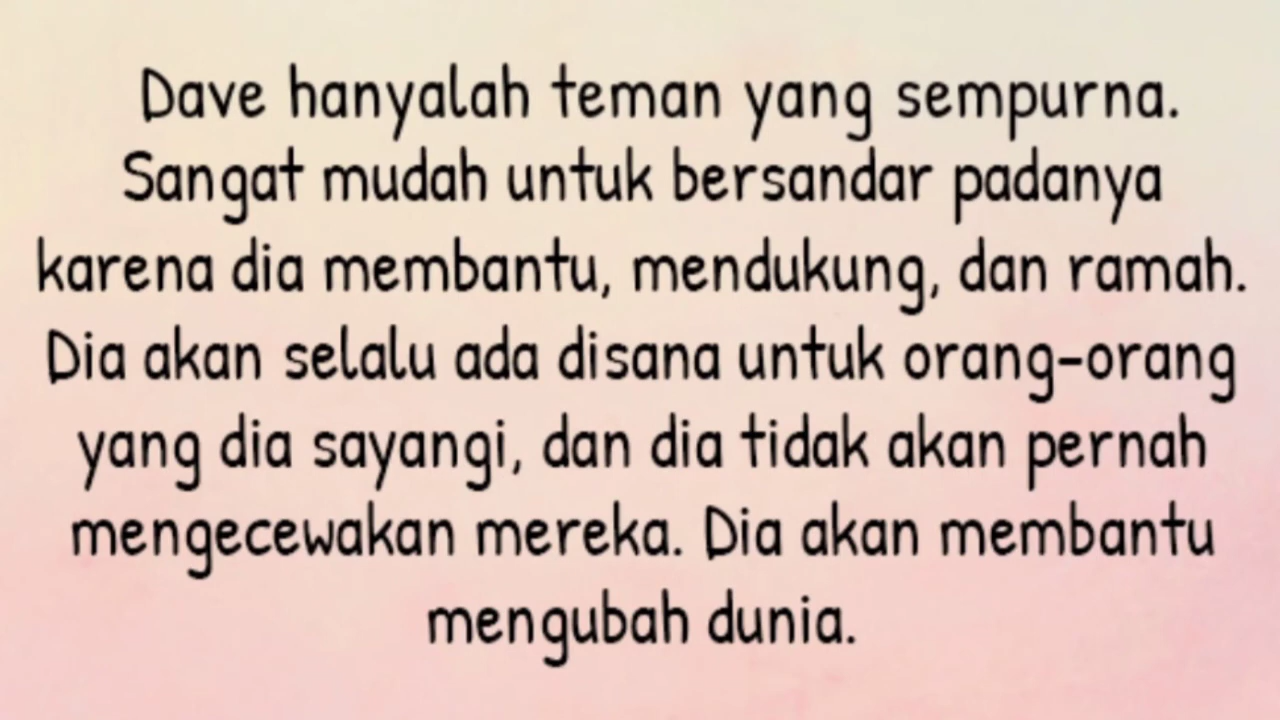 Dave hanyalah teman yang sempurna.
Sangat mudah untuk bersandar padanya
karena dia membantu, mendukung, dan ramah.
Dia akan selalu ada disana untuk orang-orang
yang dia sayangi, dan dia tidak akan pernah
mengecewakan mereka. Dia akan membantu
mengubah dunia.